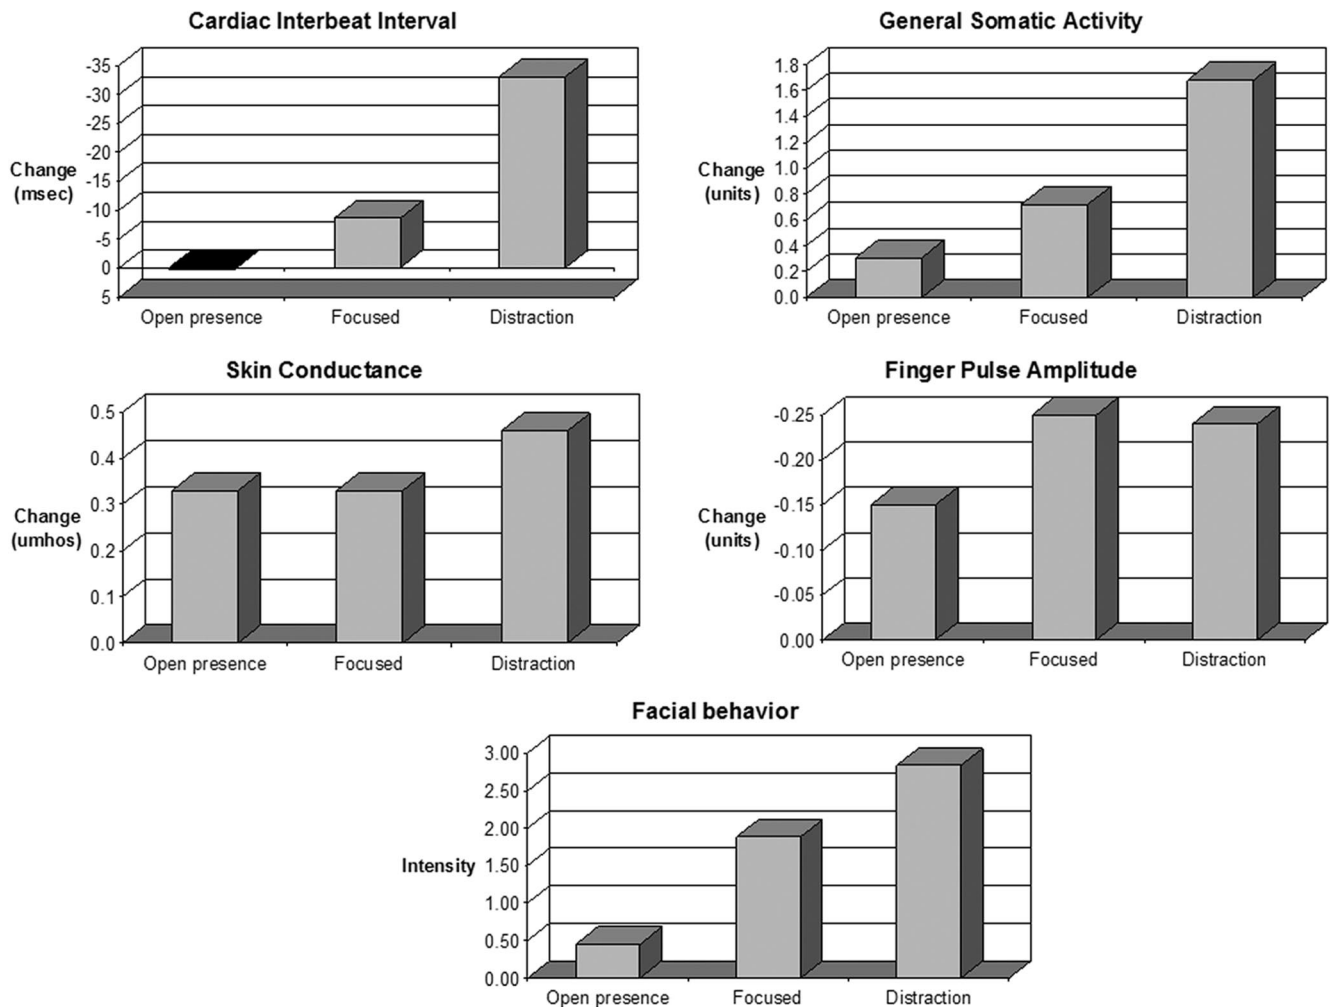 Cardiac Interbeat Interval
-35
-30
-25
-20
-15
-10
-5
0
5
Change
(msec)
Open presence Focused Distraction
General Somatic Activity
1.8
1.6
1.4
1.2
1.0
0.8
0.6
0.4
0.2
0.0
Change
(units)
Open presence Focused Distraction
Skin Conductance
0.5
0.4
0.3
0.2
0.1
0.0
Change
(umhos)
Open presence Focused Distraction
Finger Pulse Amplitude
-0.25
-0.20
-0.15
-0.10
-0.05
0.00
Change
(units)
Open presence Focused Distraction
Facial behavior
3.00
2.50
2.00
1.50
1.00
0.50
0.00
Intensity
Open presence Focused Distraction